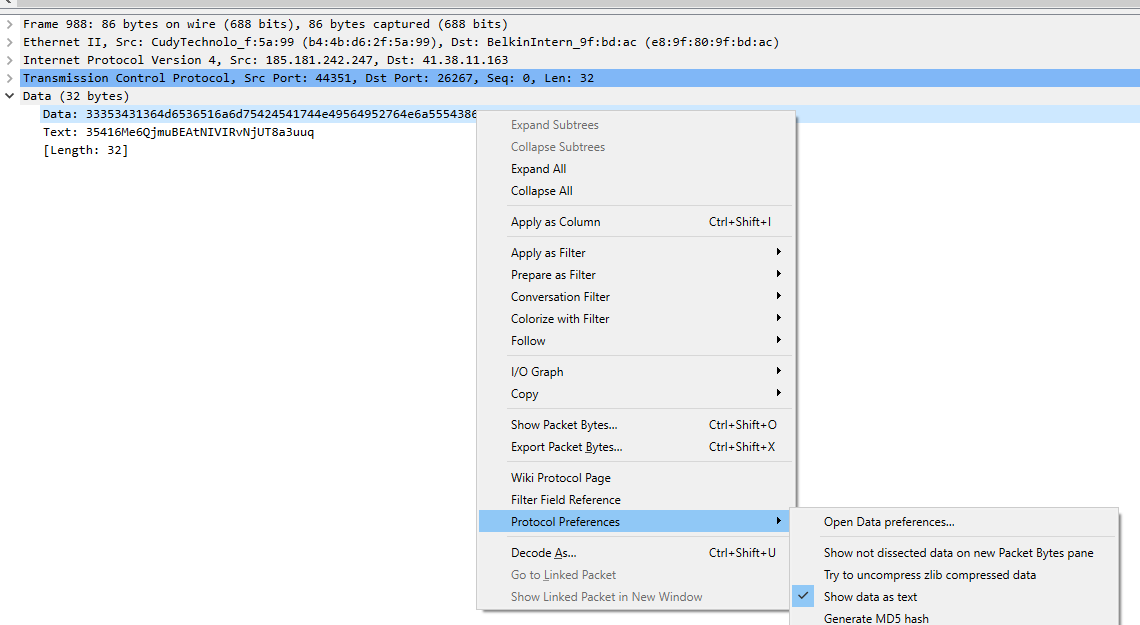 Frame 988: 86 bytes on wire (688 bits), 86 bytes captured (688 bits)
Ethernet II, Src: CudyTechnolo_f:5a:99 (b4:4b:d6:2f:5a:99), Dst: BelkinIntern_9f:bd:ac (e8:9f:80:9f:bd:ac)
Internet Protocol Version 4, Src: 185.181.242.247, Dst: 41.38.11.163
Transmission Control Protocol, Src Port: 44351, Dst Port: 26267, Seq: 0, Len: 32
Data (32 bytes)
Data: 33353431364d6536516a6d75424541744e49564952764e6a5554386
Text: 35416Me6QjmuBEAtNIVIRvNjUT8a3uuq
[Length: 32]
Expand Subtrees
Collapse Subtrees
Expand All
Collapse All
Apply as Column Ctrl+Shift+I
Apply as Filter
Prepare as Filter
Conversation Filter
Colorize with Filter
Follow
I/O Graph
Copy
Show Packet Bytes... Ctrl+Shift+O
Export Packet Bytes... Ctrl+Shift+X
Wiki Protocol Page
Filter Field Reference
Protocol Preferences
Decode As... Ctrl+Shift+U
Go to Linked Packet
Show Linked Packet in New Window
Open Data preferences...
Show not dissected data on new Packet Bytes pane
Try to uncompress zlib compressed data
Show data as text
Generate MD5 hash